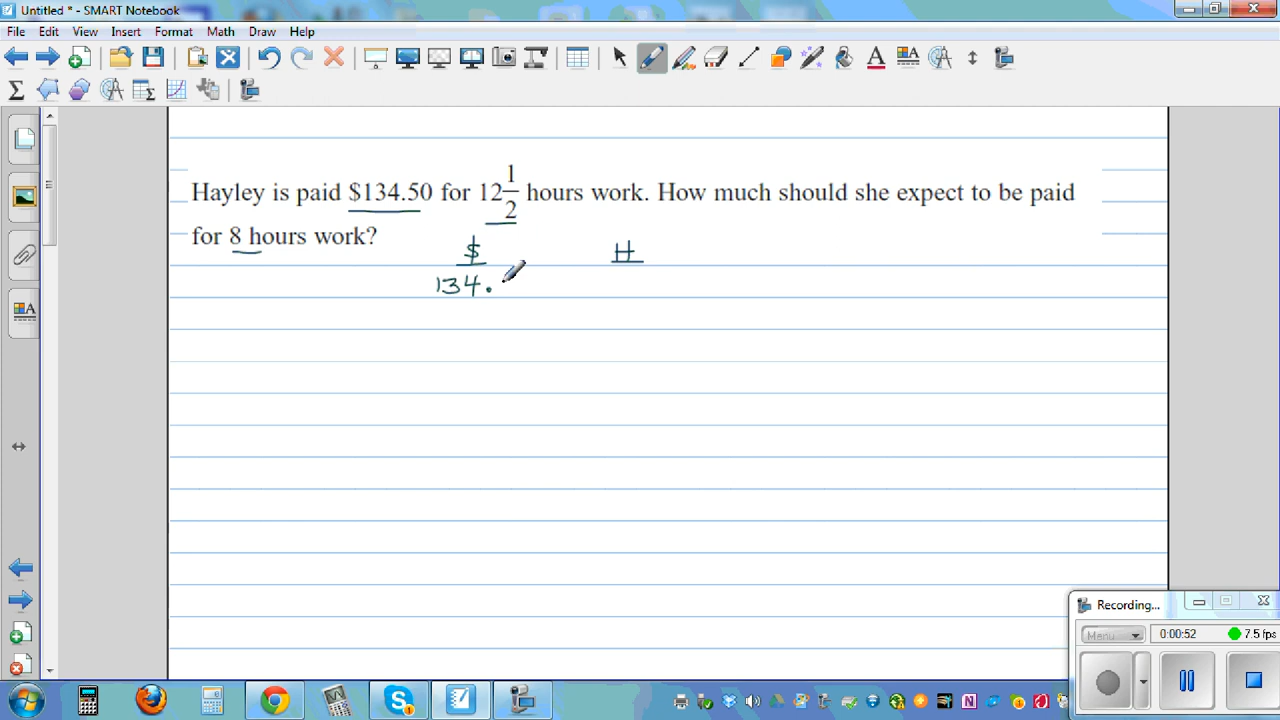 Untitled * - SMART Notebook
File Edit View Insert Format Math Draw Help
Hayley is paid $134.50 for 12 1/2 hours work. How much should she expect to be paid
for 8 hours work?
$ H
134.
Recording...
Menu 0:00:52 7.5 fps